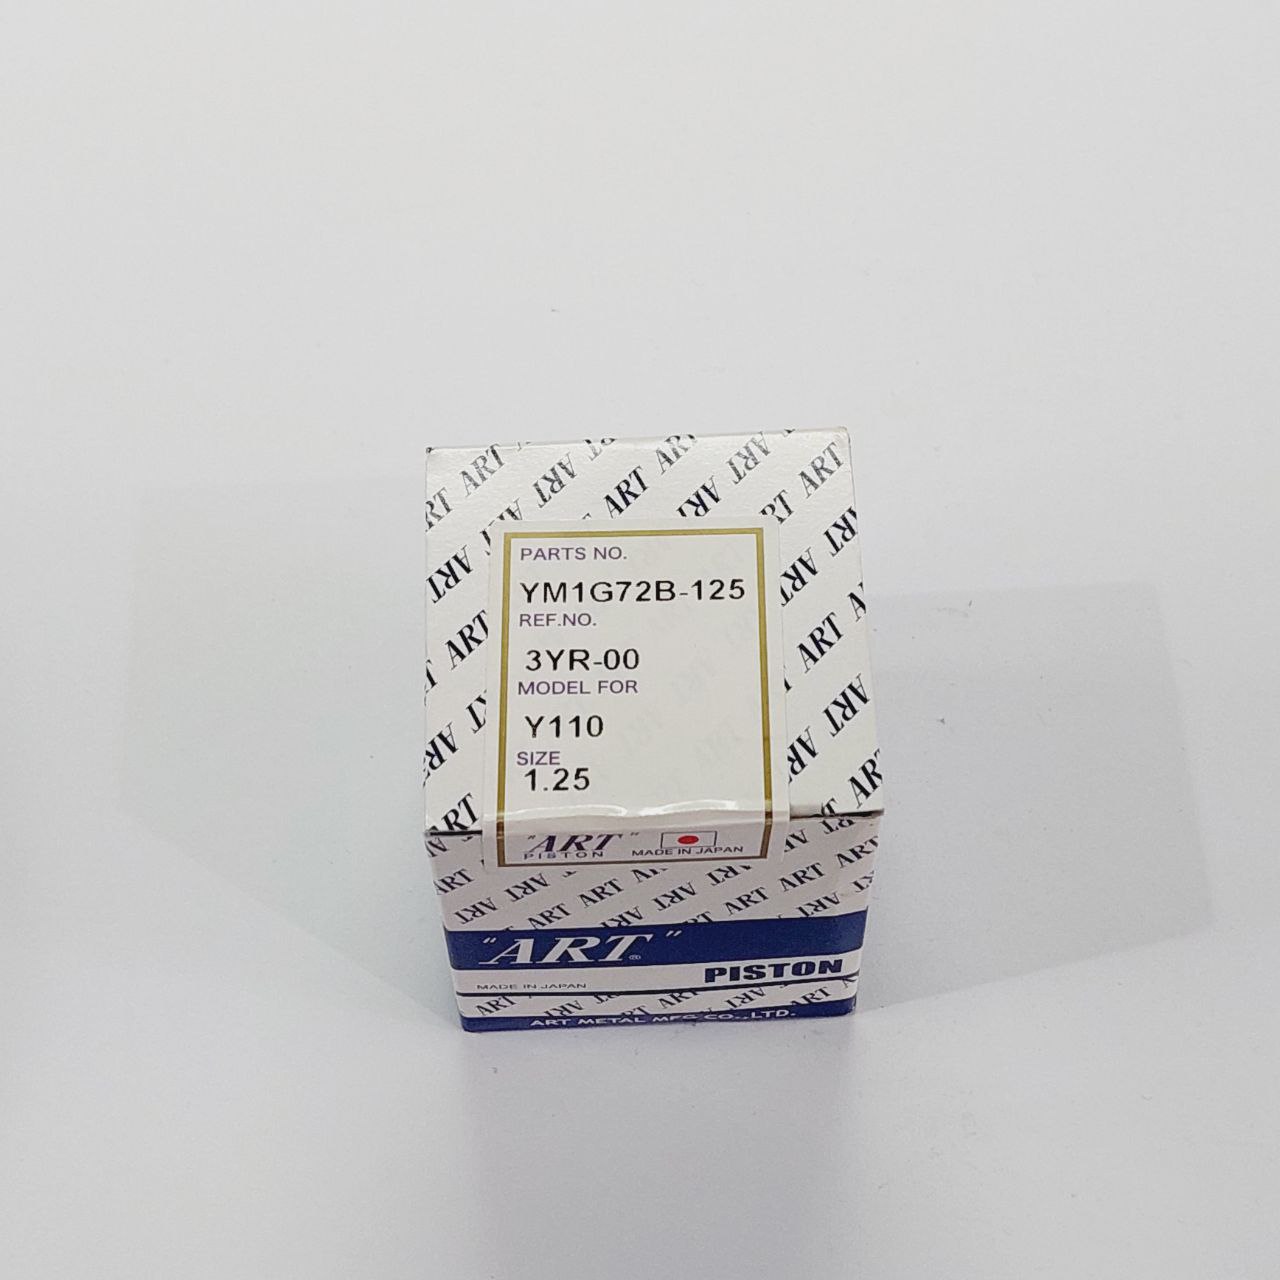 PARTS NO.
YM1G72B-125
REF.NO.
3YR-00
MODEL FOR
Y110
SIZE
1.25
"ART"
PISTON MADE IN JAPAN
"ART"®
PISTON
MADE IN JAPAN
ART METAL MFG CO.,LTD.